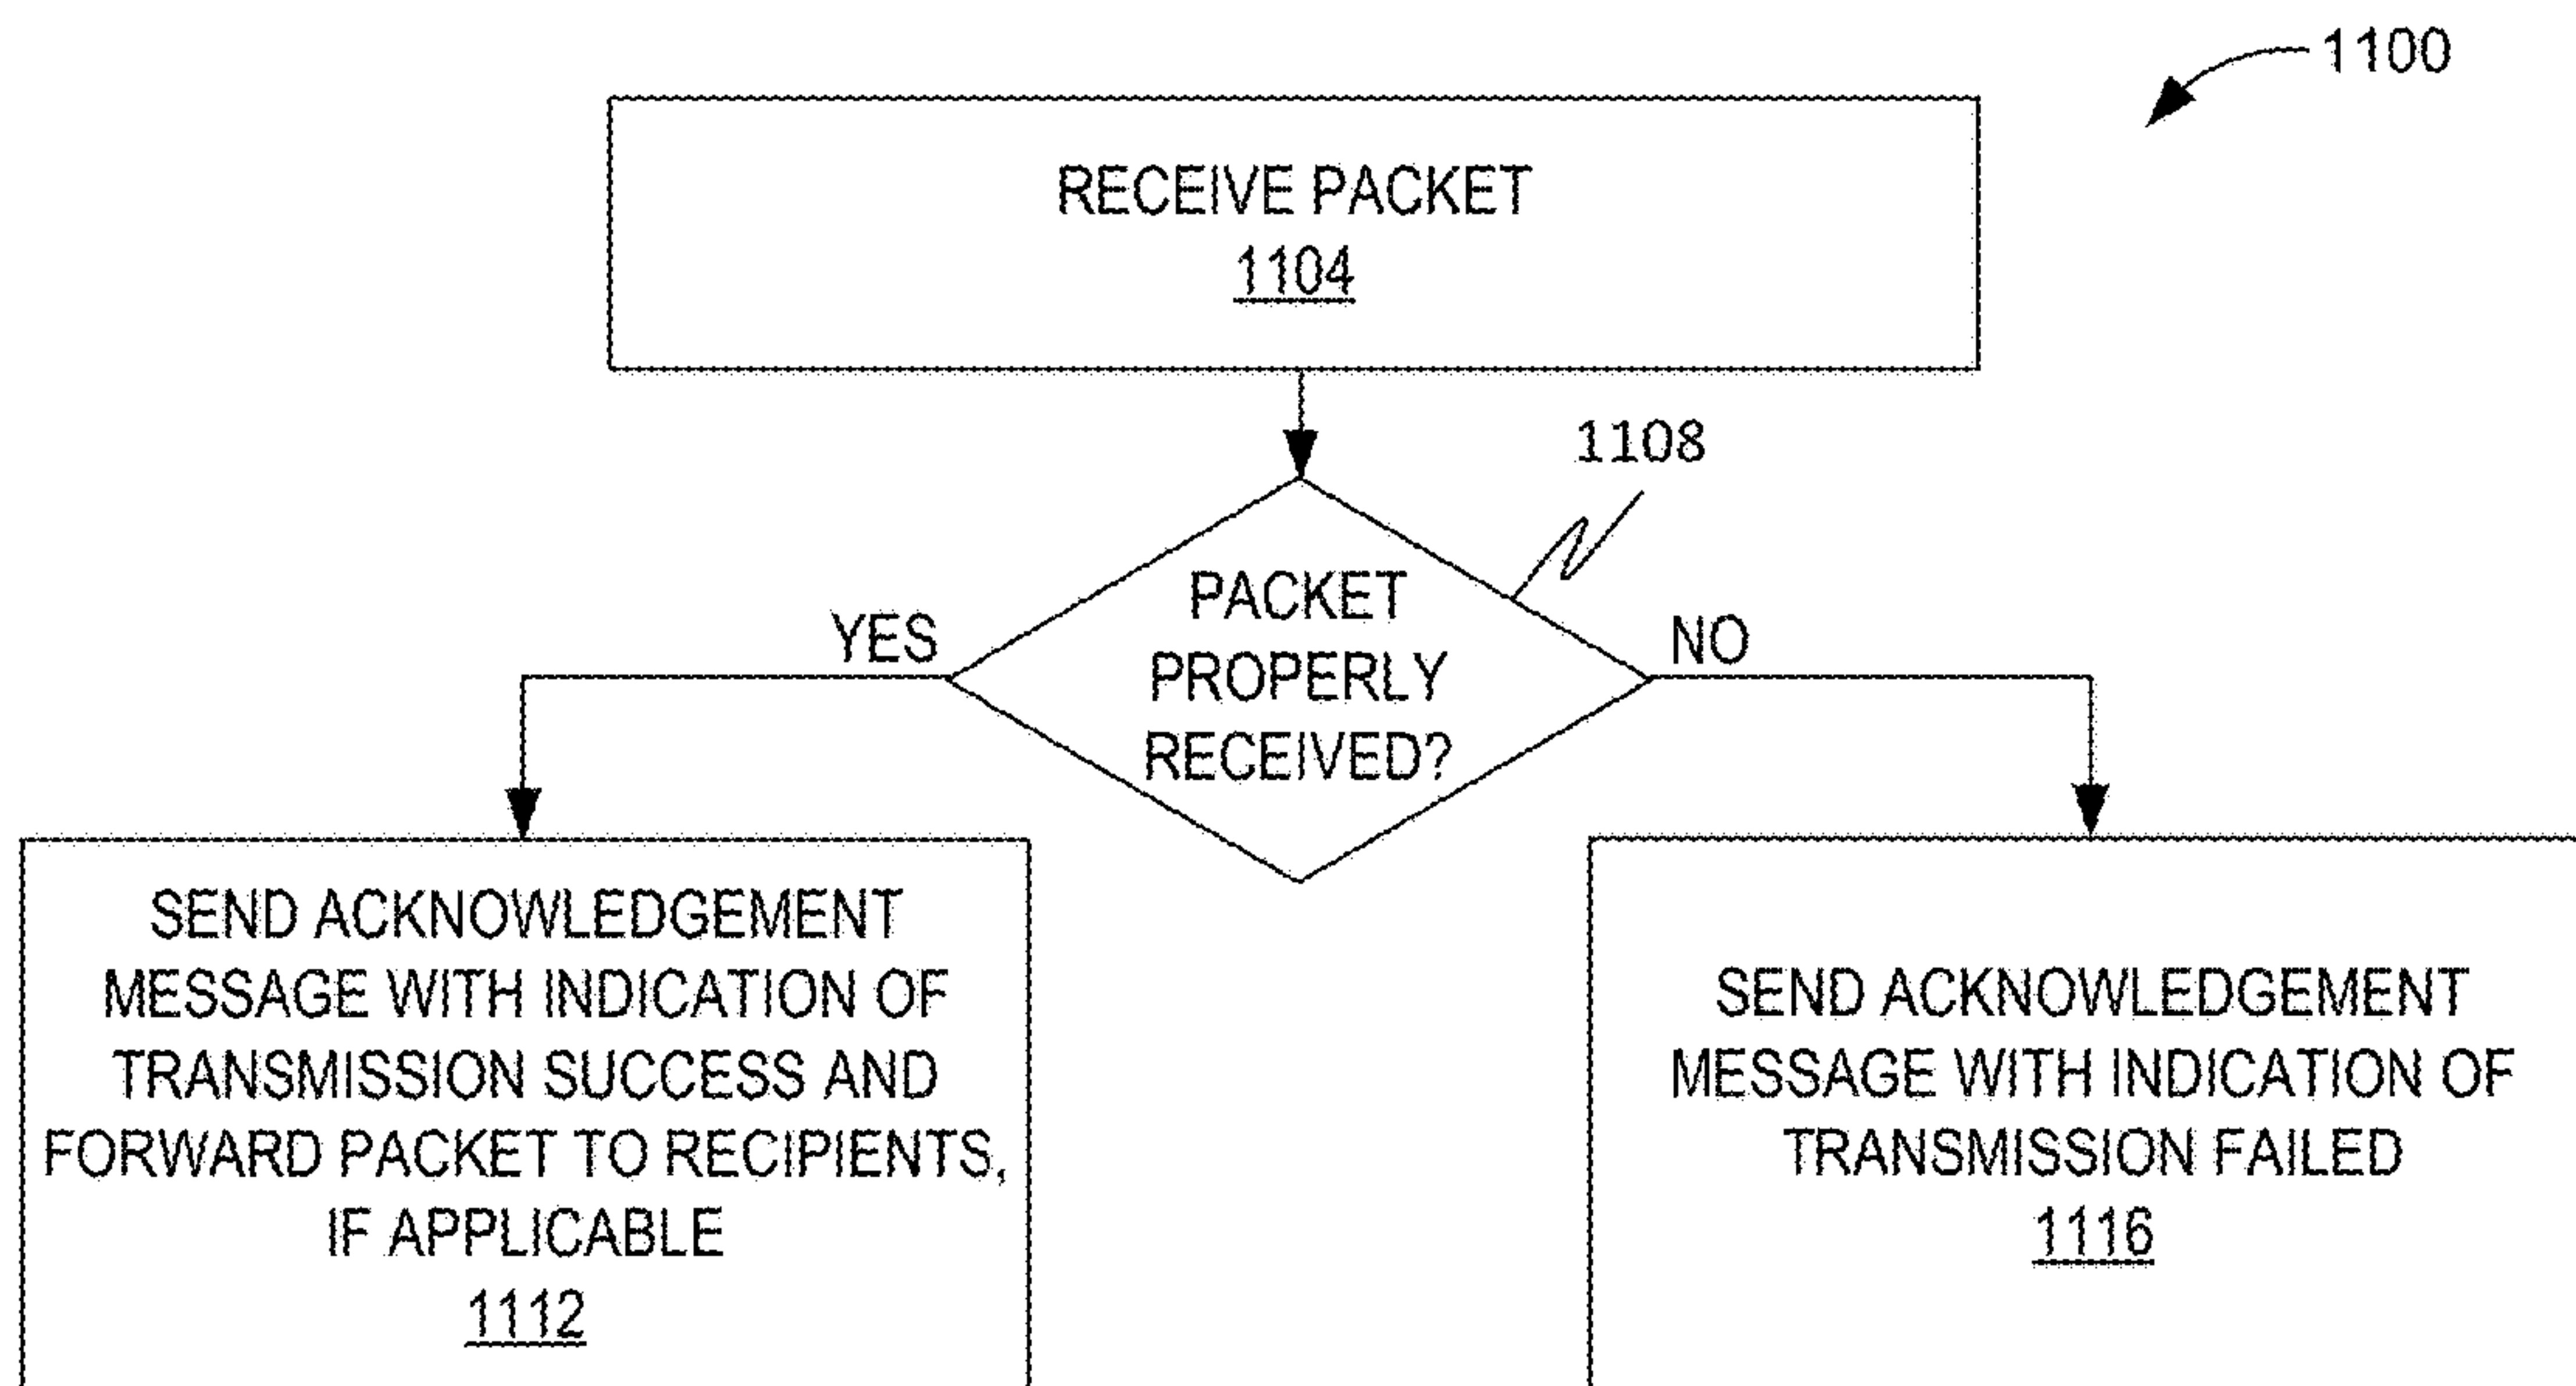 1100
RECEIVE PACKET
1104
1108
PACKET
PROPERLY
RECEIVED?
YES
NO
SEND ACKNOWLEDGEMENT
MESSAGE WITH INDICATION OF
TRANSMISSION SUCCESS AND
FORWARD PACKET TO RECIPIENTS,
IF APPLICABLE
1112
SEND ACKNOWLEDGEMENT
MESSAGE WITH INDICATION OF
TRANSMISSION FAILED
1116